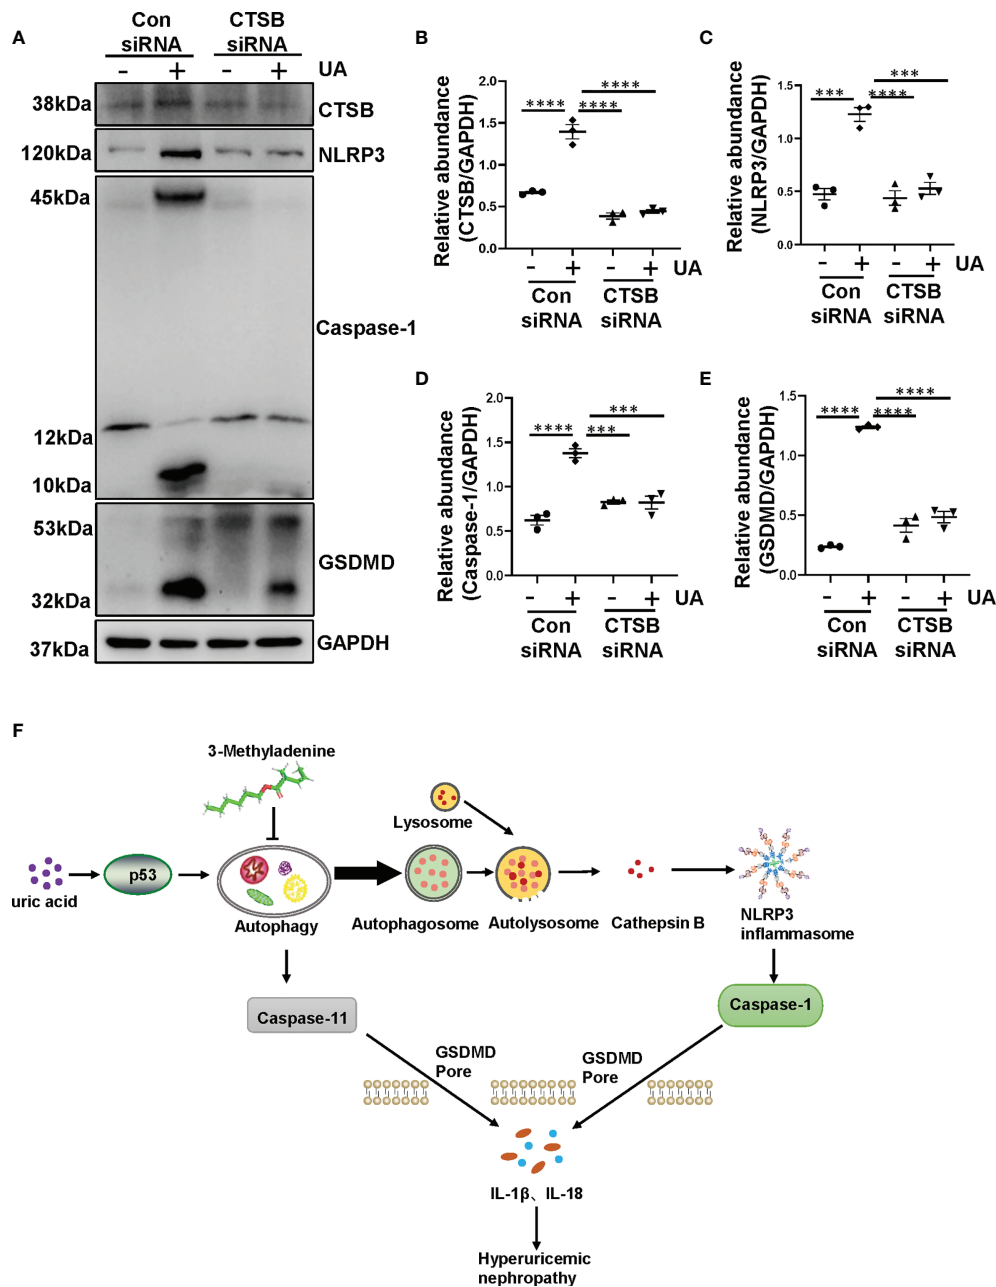 A
Con
siRNA
CTSB
siRNA
- + - + UA
38kDa CTSB
120kDa NLRP3
45kDa
Caspase-1
12kDa
10kDa
53kDa
GSDMD
32kDa
37kDa GAPDH
B
Relative abundance
(CTSB/GAPDH)
2.0
1.5
1.0
0.5
0.0
****
****
****
- + - + UA
Con
siRNA
CTSB
siRNA
C
Relative abundance
(NLRP3/GAPDH)
1.5
1.0
0.5
0.0
***
***
****
- + - + UA
Con
siRNA
CTSB
siRNA
D
Relative abundance
(Caspase-1/GAPDH)
2.0
1.5
1.0
0.5
0.0
***
****
***
- + - + UA
Con
siRNA
CTSB
siRNA
E
Relative abundance
(GSDMD/GAPDH)
1.5
1.0
0.5
0.0
****
****
****
- + - + UA
Con
siRNA
CTSB
siRNA
F
3-Methyladenine
Lysosome
uric acid
p53
Autophagy
Autophagosome
Autolysosome
Cathepsin B
NLRP3
inflammasome
Caspase-11
Caspase-1
GSDMD
Pore
GSDMD
Pore
IL-1β、IL-18
Hyperuricemic
nephropathy